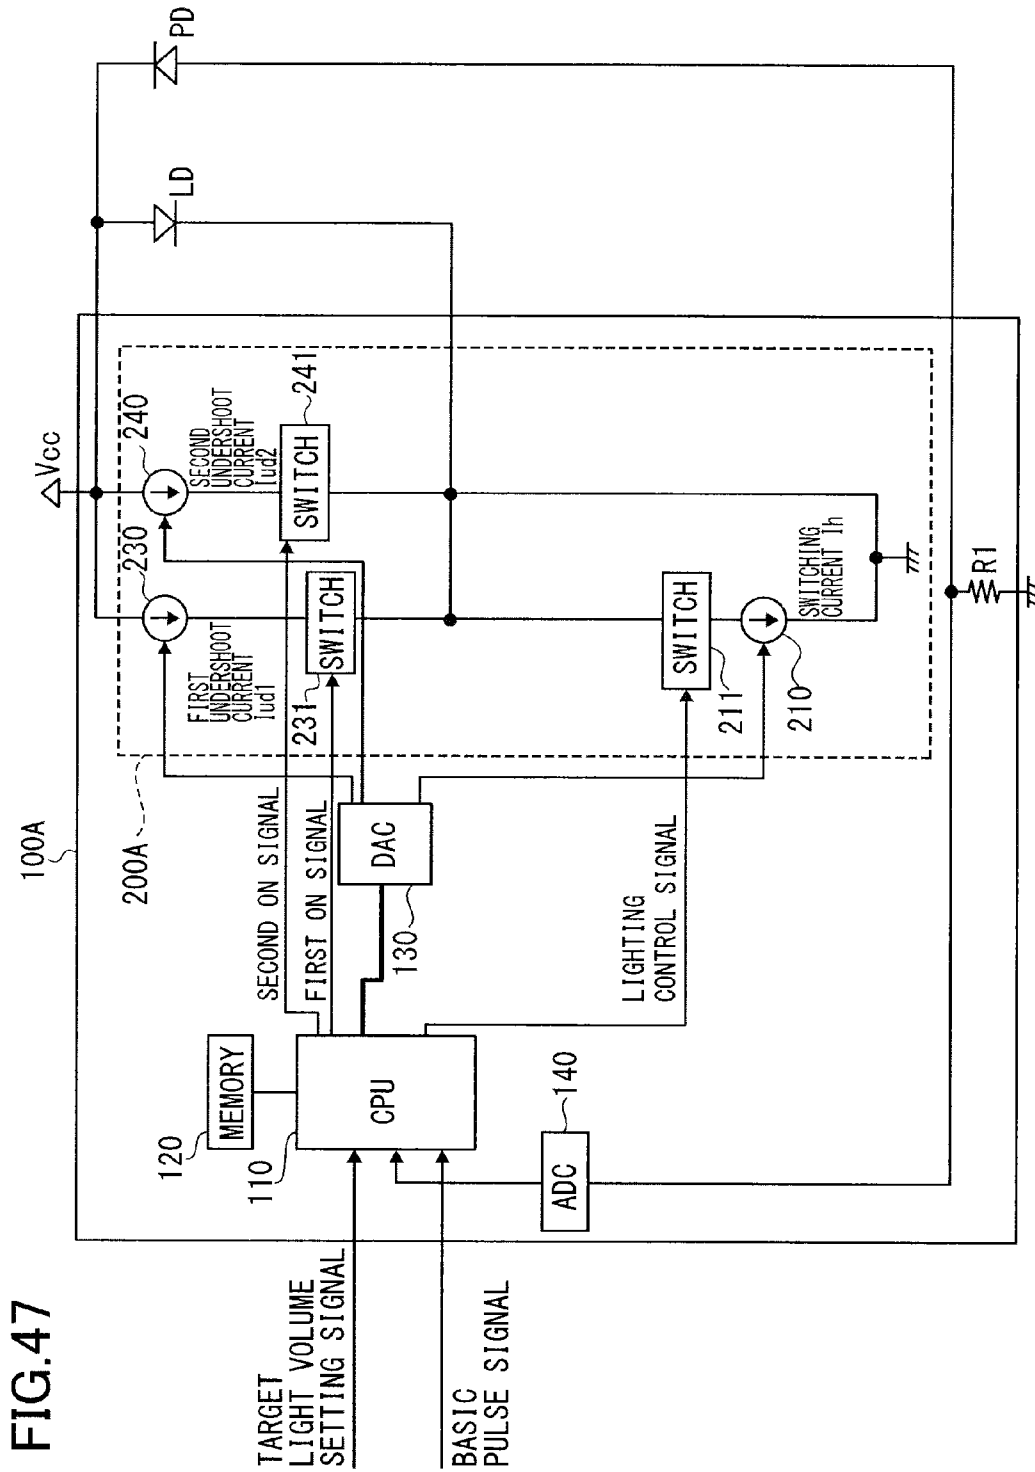 FIG.47
100A
200A
Vcc
230
240
FIRST
UNDERSHOOT
CURRENT
Iud1
SECOND
UNDERSHOOT
CURRENT
Iud2
231
SWITCH
SWITCH
241
LD
PD
SECOND ON SIGNAL
FIRST ON SIGNAL
120
MEMORY
110
CPU
DAC
130
TARGET
LIGHT VOLUME
SETTING SIGNAL
BASIC
PULSE SIGNAL
LIGHTING
CONTROL SIGNAL
SWITCH
211
210
SWITCHING
CURRENT Ih
ADC
140
R1